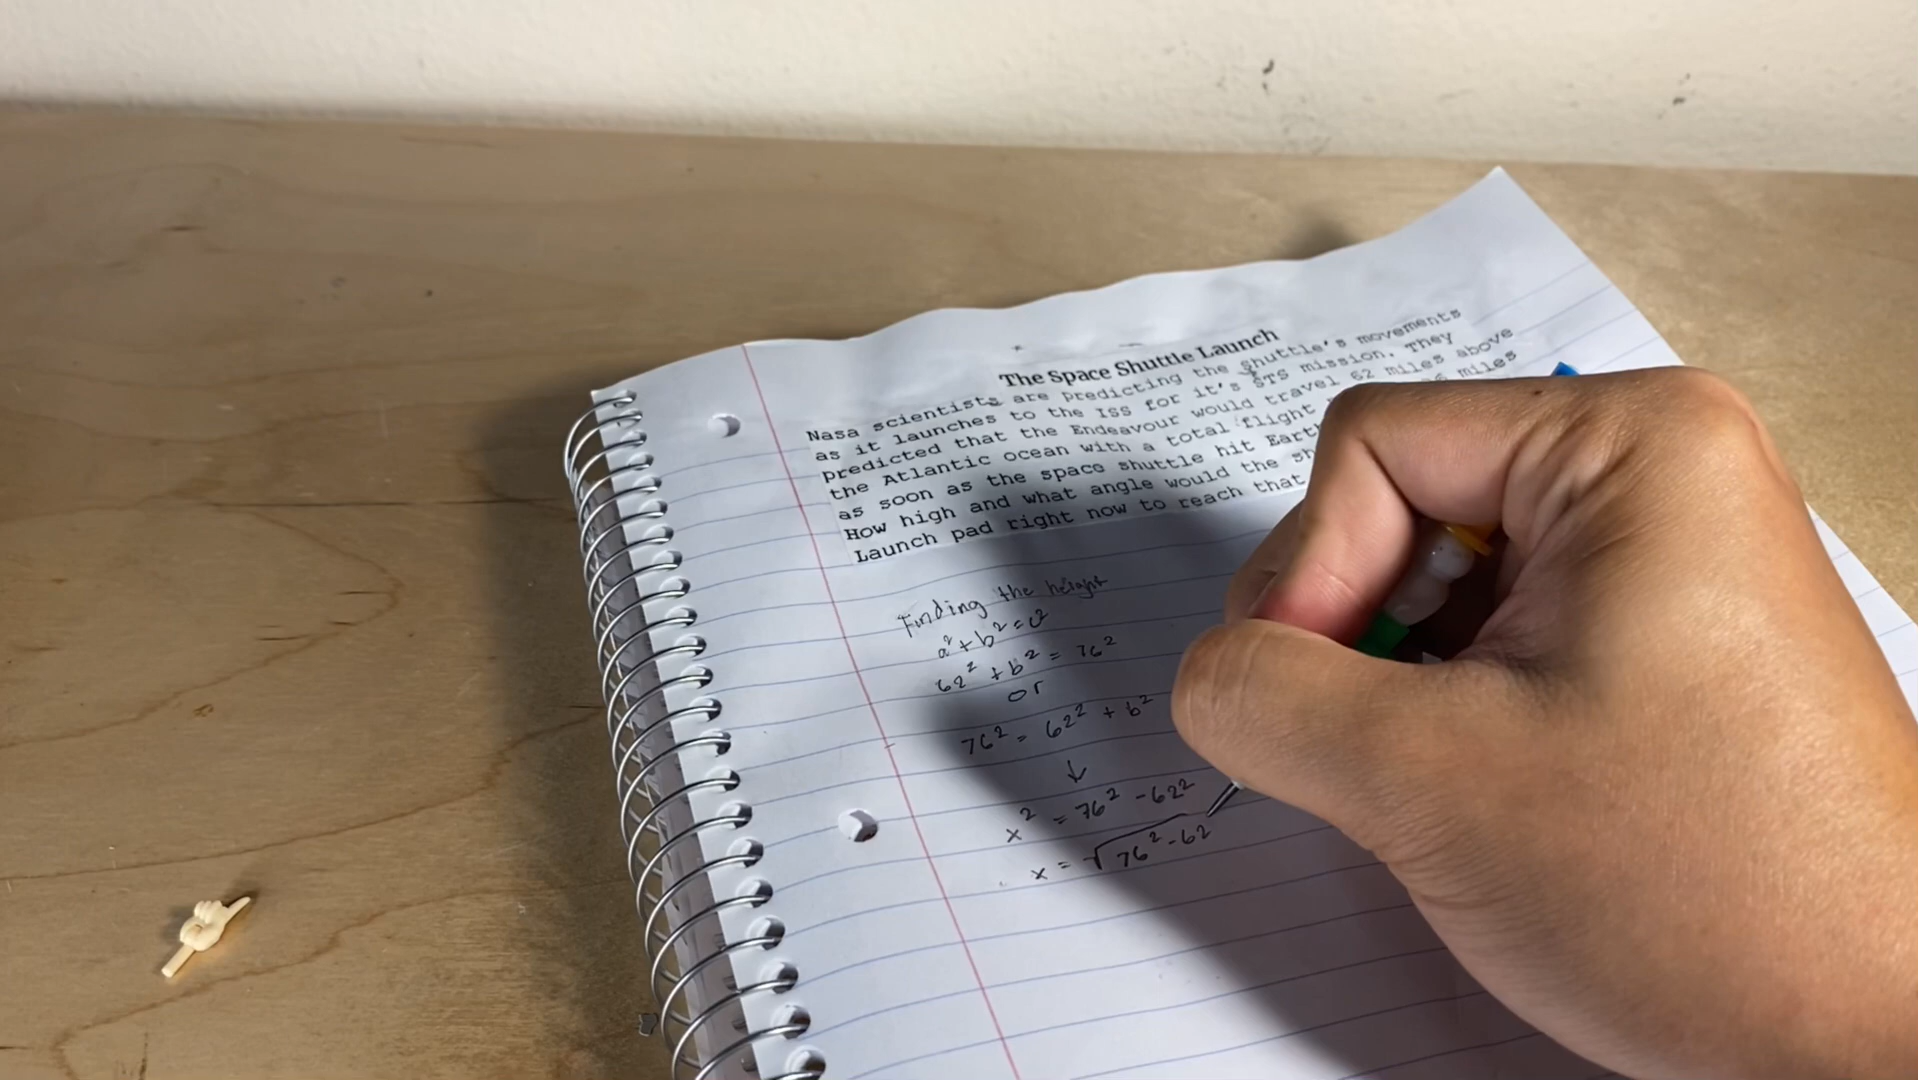 The Space Shuttle Launch
Nasa scientists are predicting the Shuttle's movements
as it launches to the ISS for it's STS mission. They
predicted that the Endeavour would travel 62 miles above
the Atlantic ocean with a total flight miles
as soon as the space shuttle hit
How high and what angle would the
Launch pad right now to reach that
Finding the height
a² + b² = c²
62² + b² = 76²
or
76² = 62² + b²
↓
x² = 76² - 62²
x = √76² - 62